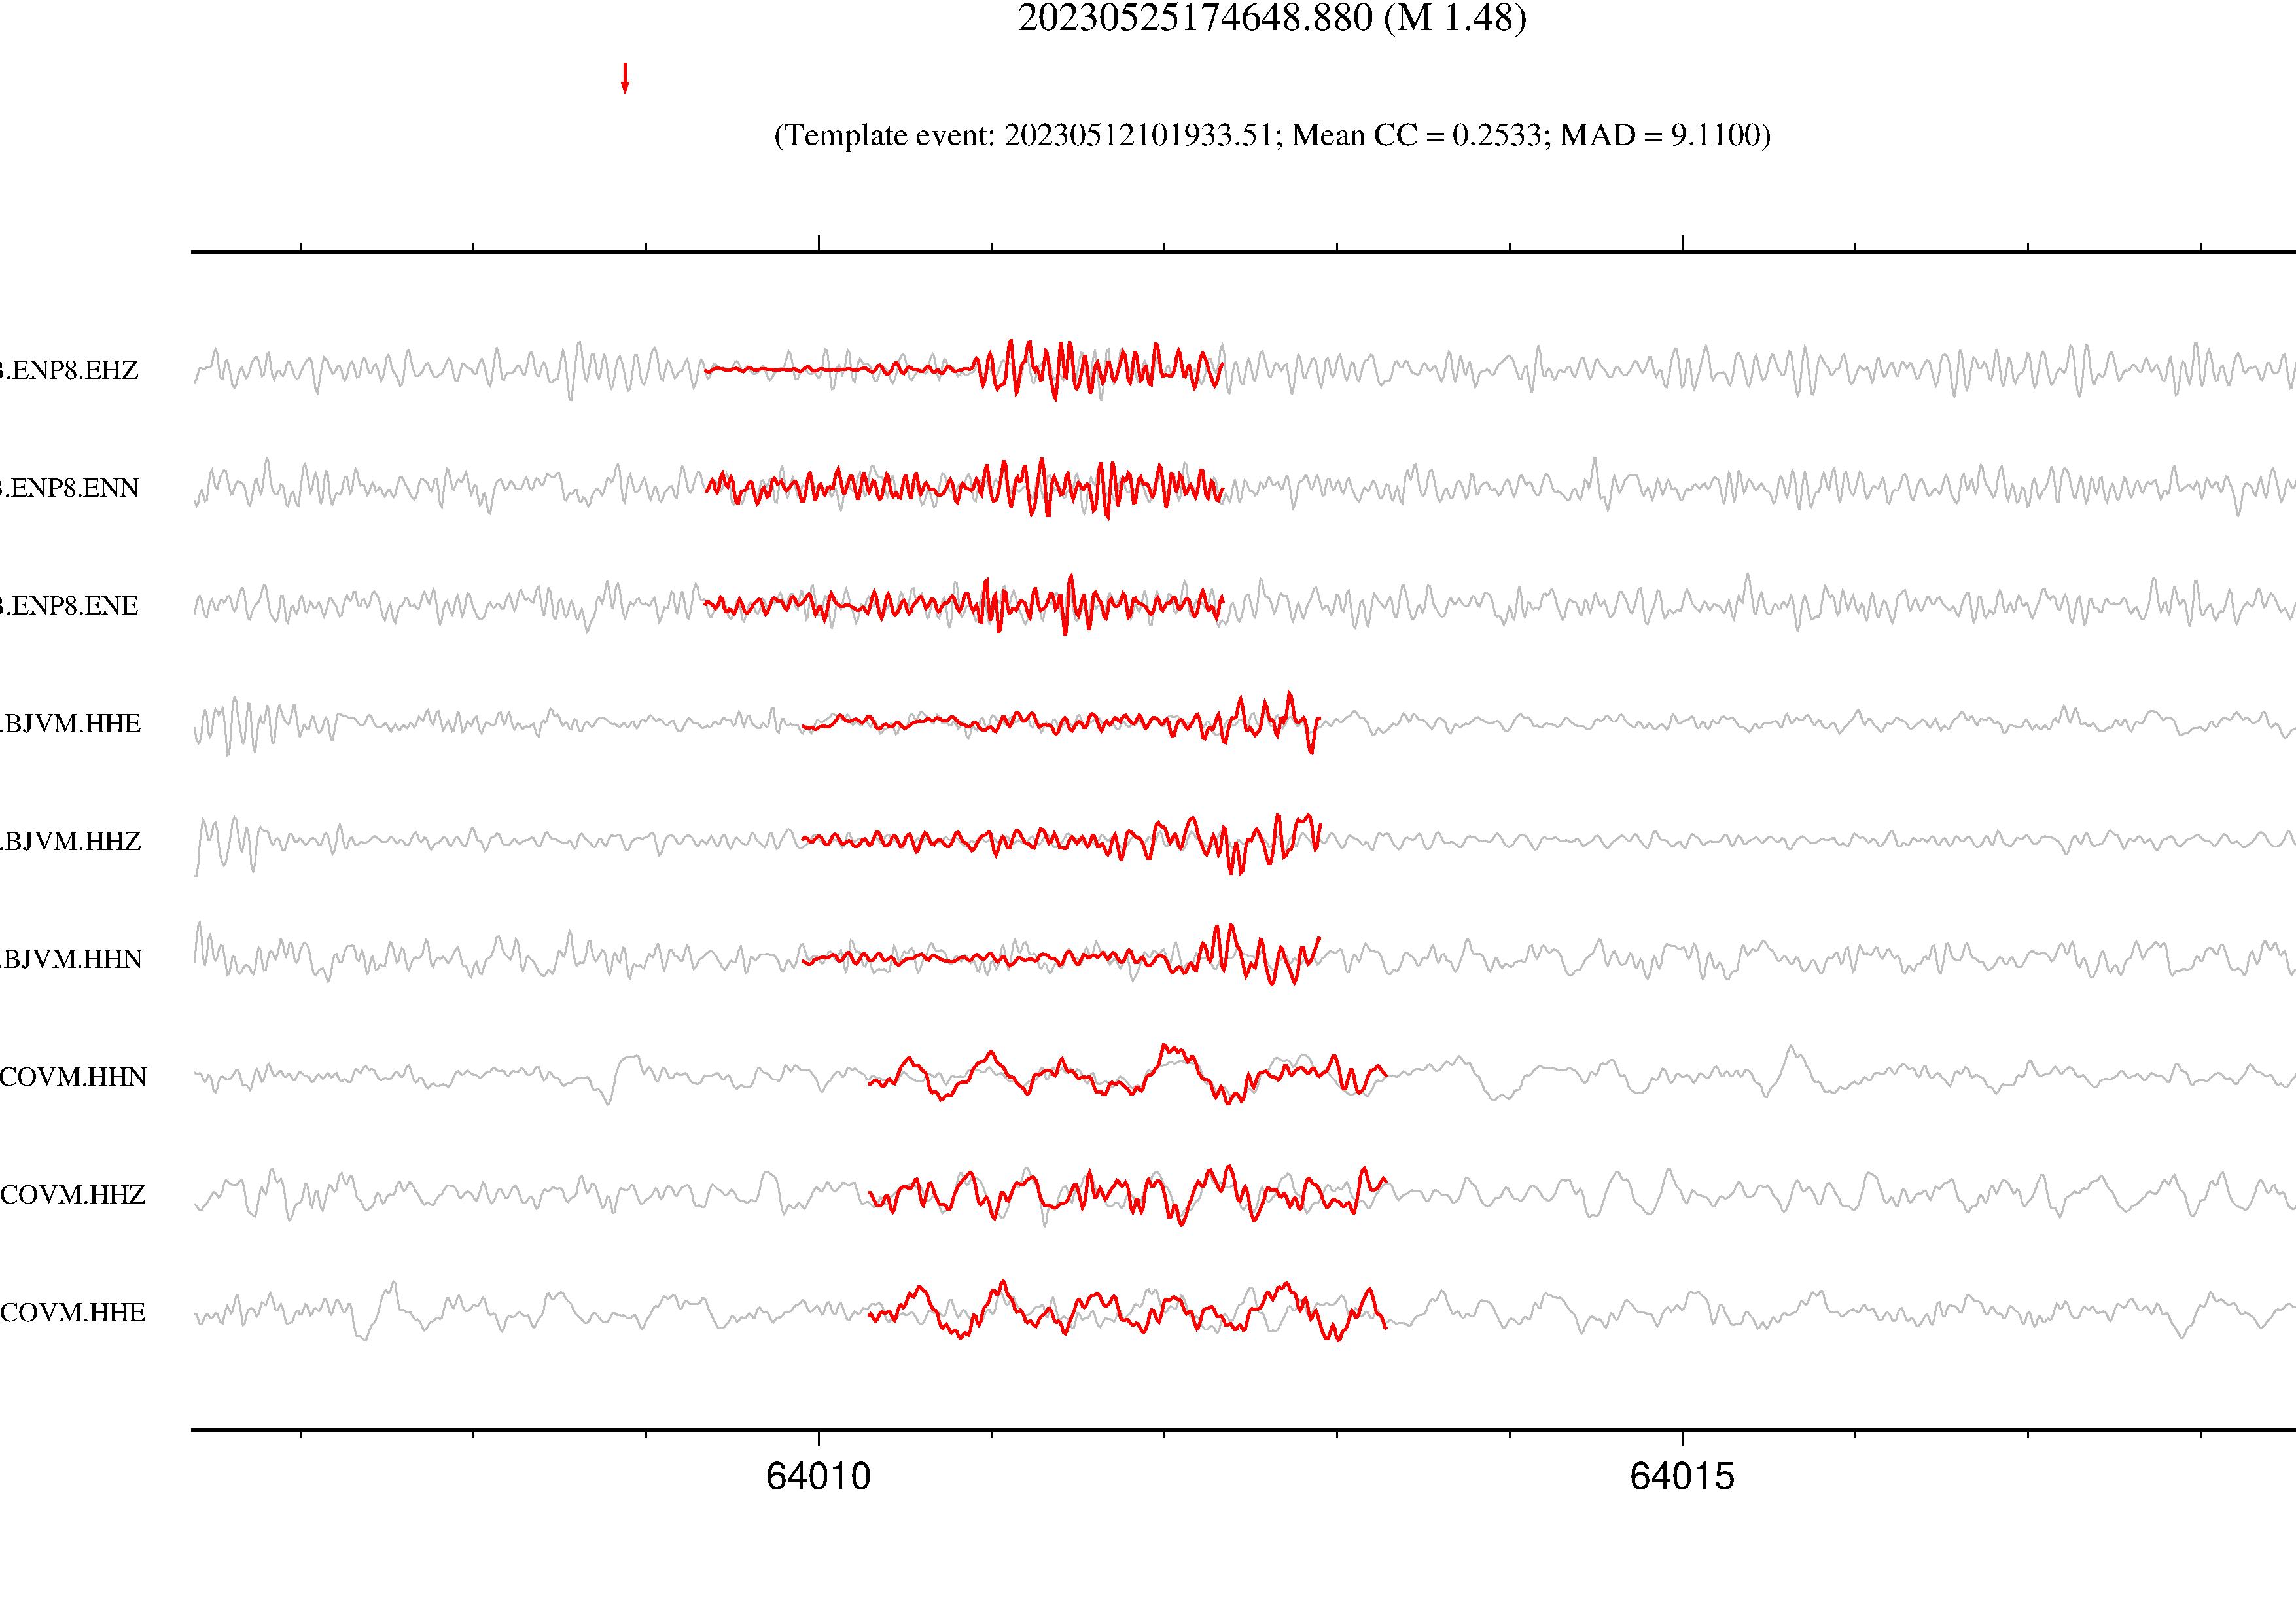 20230525174648.880 (M 1.48)
(Template event: 20230512101933.51; Mean CC = 0.2533; MAD = 9.1100)
.ENP8.EHZ
.ENP8.ENN
.ENP8.ENE
.BJVM.HHE
.BJVM.HHZ
.BJVM.HHN
COVM.HHN
COVM.HHZ
COVM.HHE
64010 64015